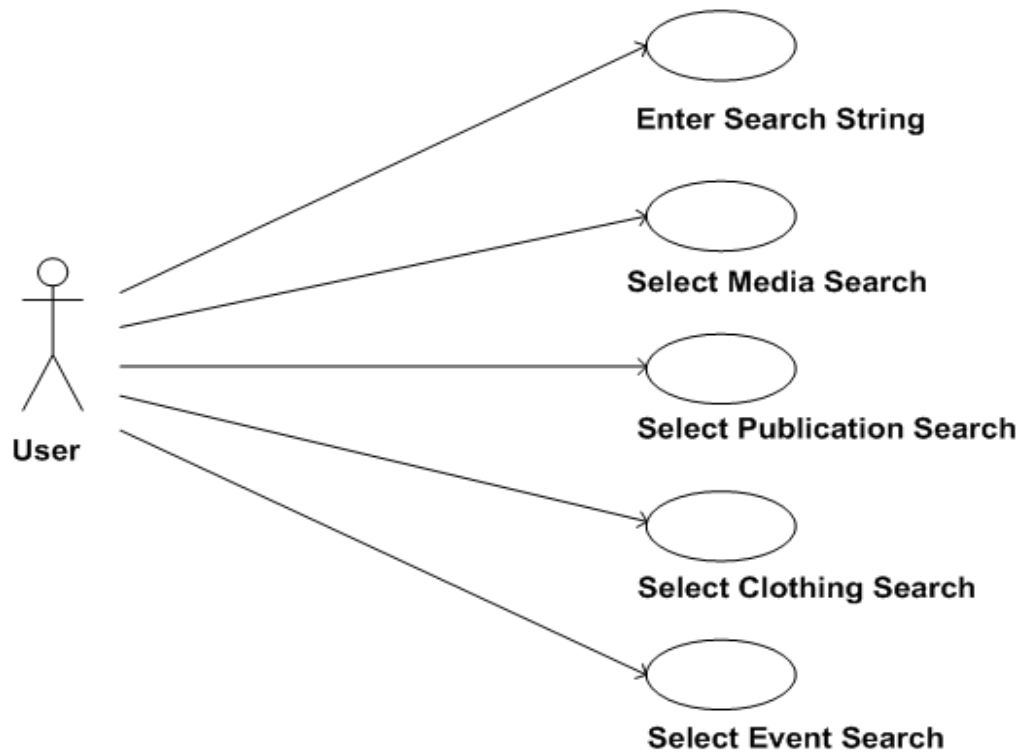 Enter Search String
Select Media Search
User
Select Publication Search
Select Clothing Search
Select Event Search